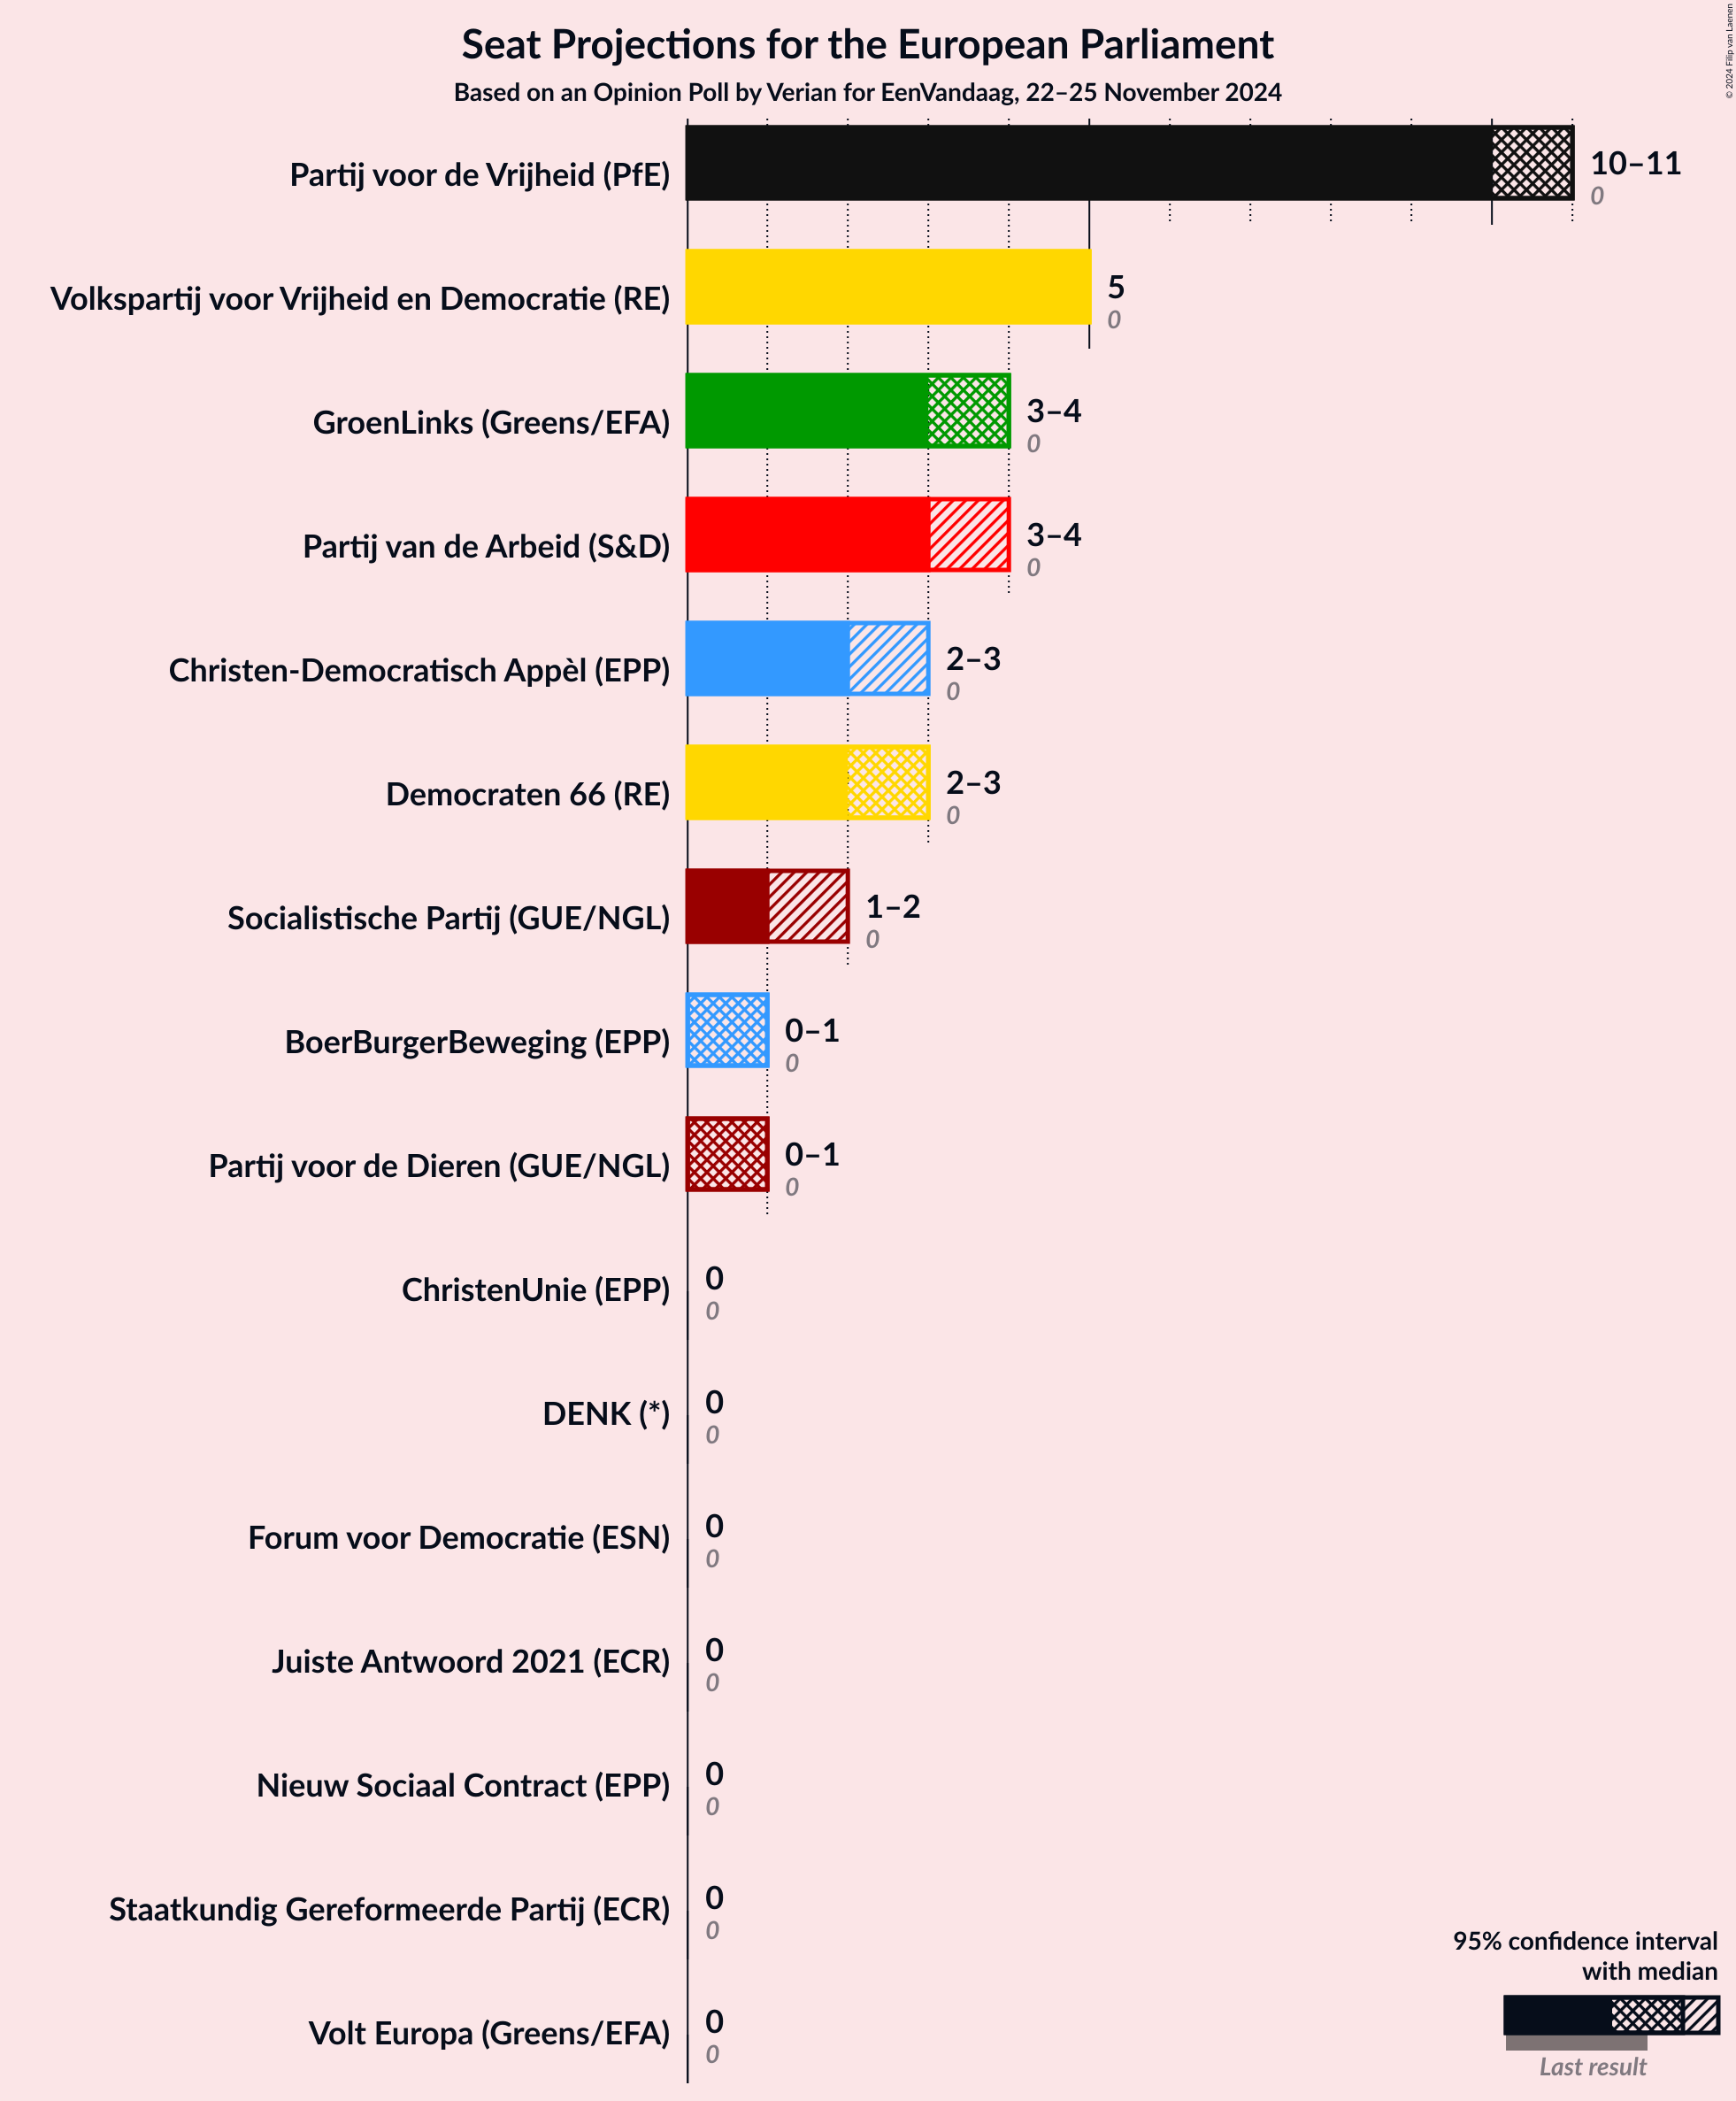 Seat Projections for the European Parliament
Based on an Opinion Poll by Verian for EenVandaag, 22–25 November 2024
© 2024 Filip van Laenen
Partij voor de Vrijheid (PfE)
10–11
0
Volkspartij voor Vrijheid en Democratie (RE)
5
0
GroenLinks (Greens/EFA)
3–4
0
Partij van de Arbeid (S&D)
3–4
0
Christen-Democratisch Appèl (EPP)
2–3
0
Democraten 66 (RE)
2–3
0
Socialistische Partij (GUE/NGL)
1–2
0
BoerBurgerBeweging (EPP)
0–1
0
Partij voor de Dieren (GUE/NGL)
0–1
0
ChristenUnie (EPP)
0
0
DENK (*)
0
0
Forum voor Democratie (ESN)
0
0
Juiste Antwoord 2021 (ECR)
0
0
Nieuw Sociaal Contract (EPP)
0
0
Staatkundig Gereformeerde Partij (ECR)
0
0
Volt Europa (Greens/EFA)
0
0
95% confidence interval
with median
Last result